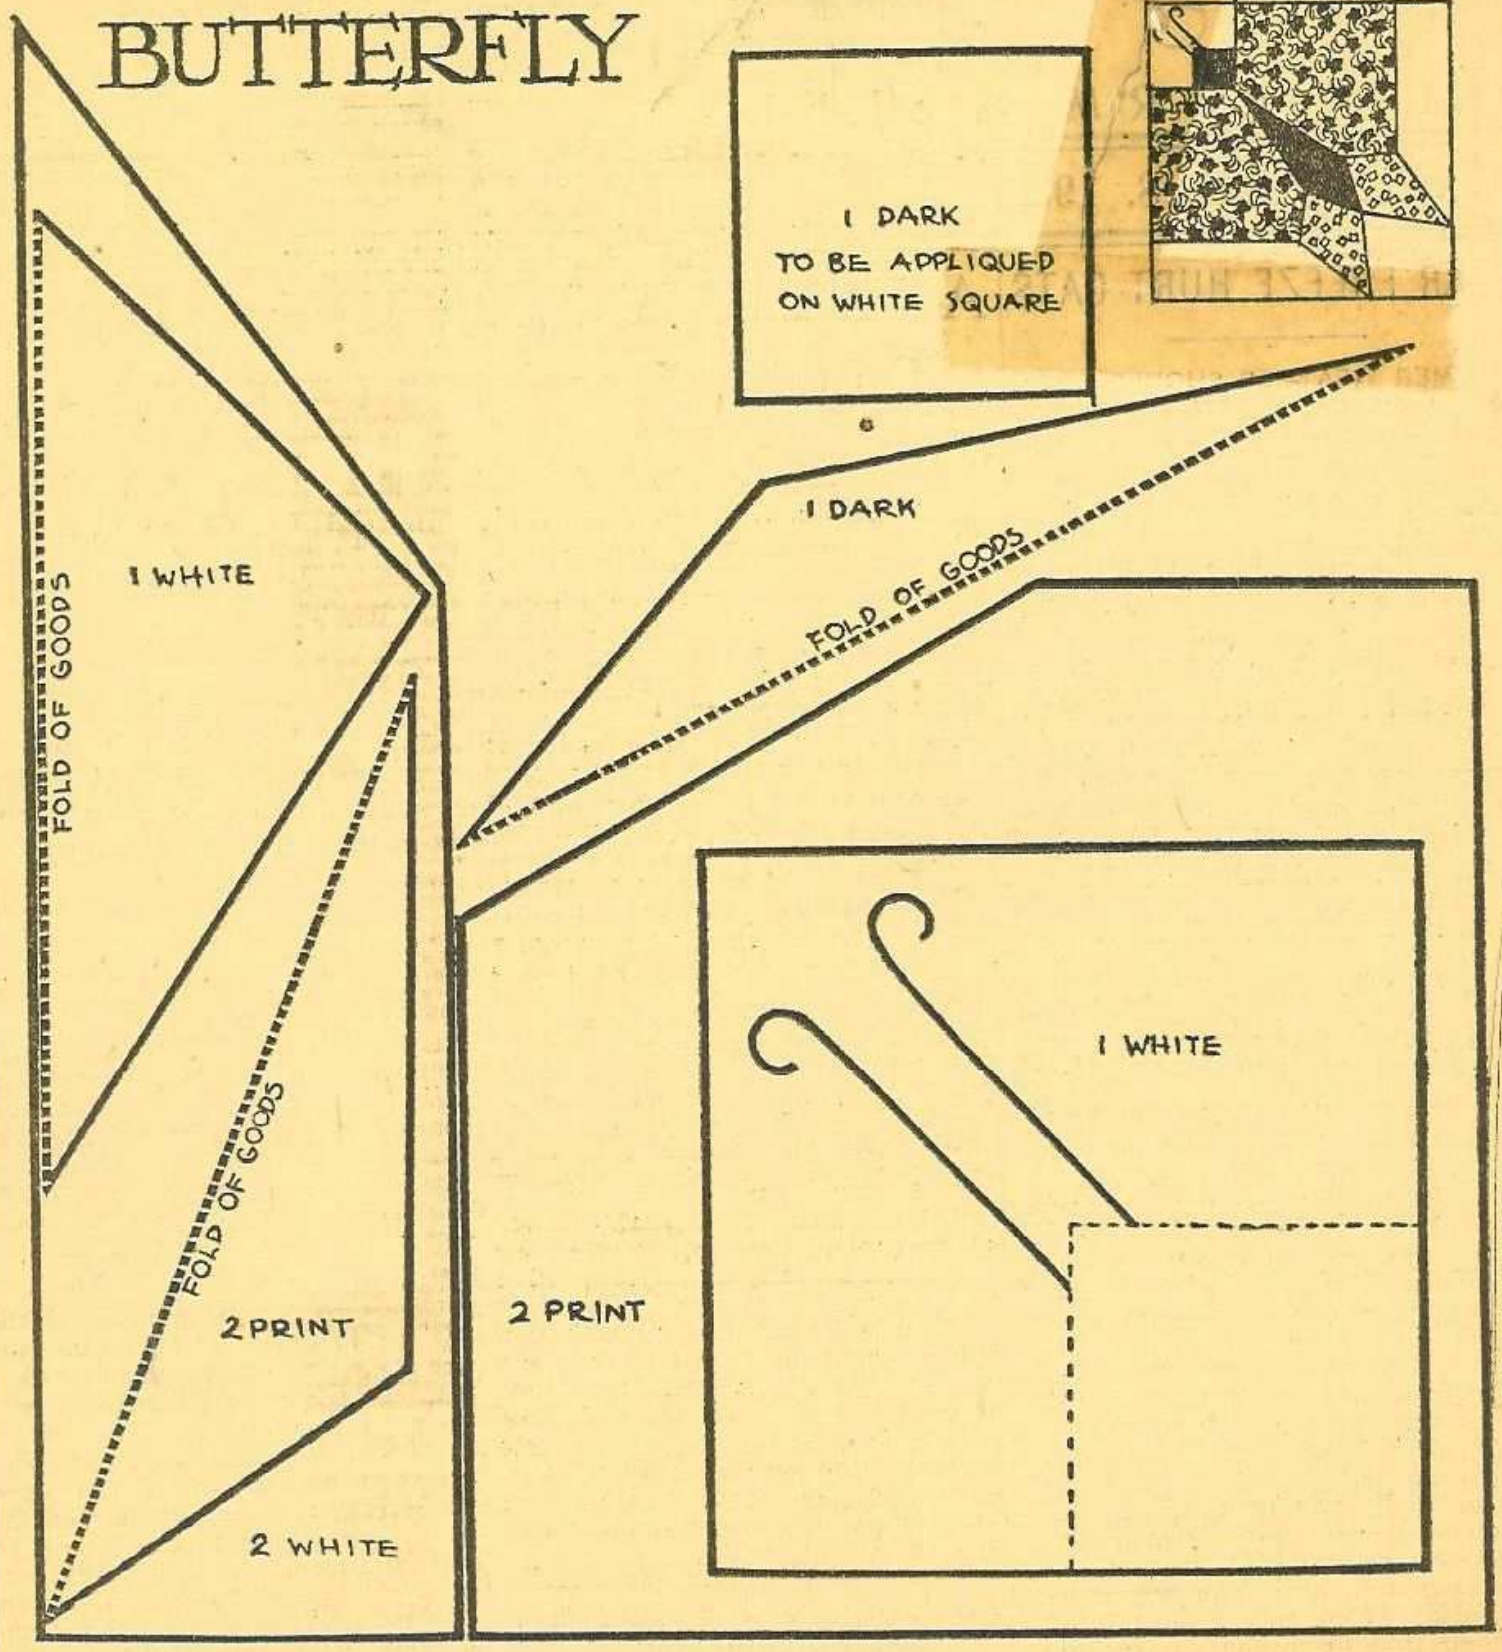 BUTTERFLY
1 DARK
TO BE APPLIQUED
ON WHITE SQUARE
1 DARK
FOLD OF GOODS
1 WHITE
FOLD OF GOODS
1 WHITE
FOLD OF GOODS
2 PRINT
2 PRINT
2 WHITE